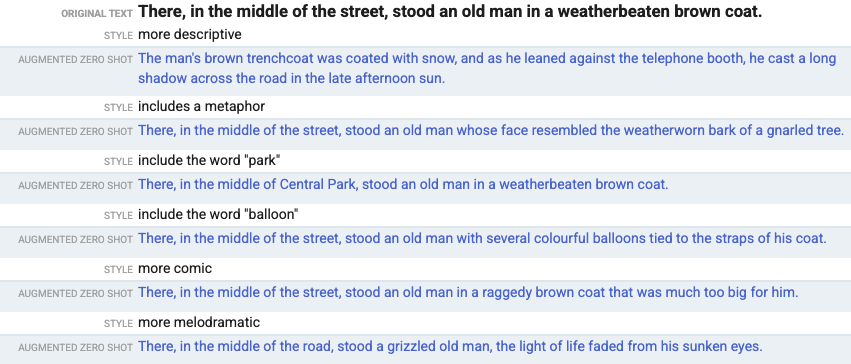 ORIGINAL TEXT There, in the middle of the street, stood an old man in a weatherbeaten brown coat.
STYLE more descriptive
AUGMENTED ZERO SHOT The man's brown trenchcoat was coated with snow, and as he leaned against the telephone booth, he cast a long
shadow across the road in the late afternoon sun.
STYLE includes a metaphor
AUGMENTED ZERO SHOT There, in the middle of the street, stood an old man whose face resembled the weatherworn bark of a gnarled tree.
STYLE include the word "park"
AUGMENTED ZERO SHOT There, in the middle of Central Park, stood an old man in a weatherbeaten brown coat.
STYLE include the word "balloon"
AUGMENTED ZERO SHOT There, in the middle of the street, stood an old man with several colourful balloons tied to the straps of his coat.
STYLE more comic
AUGMENTED ZERO SHOT There, in the middle of the street, stood an old man in a raggedy brown coat that was much too big for him.
STYLE more melodramatic
AUGMENTED ZERO SHOT There, in the middle of the road, stood a grizzled old man, the light of life faded from his sunken eyes.